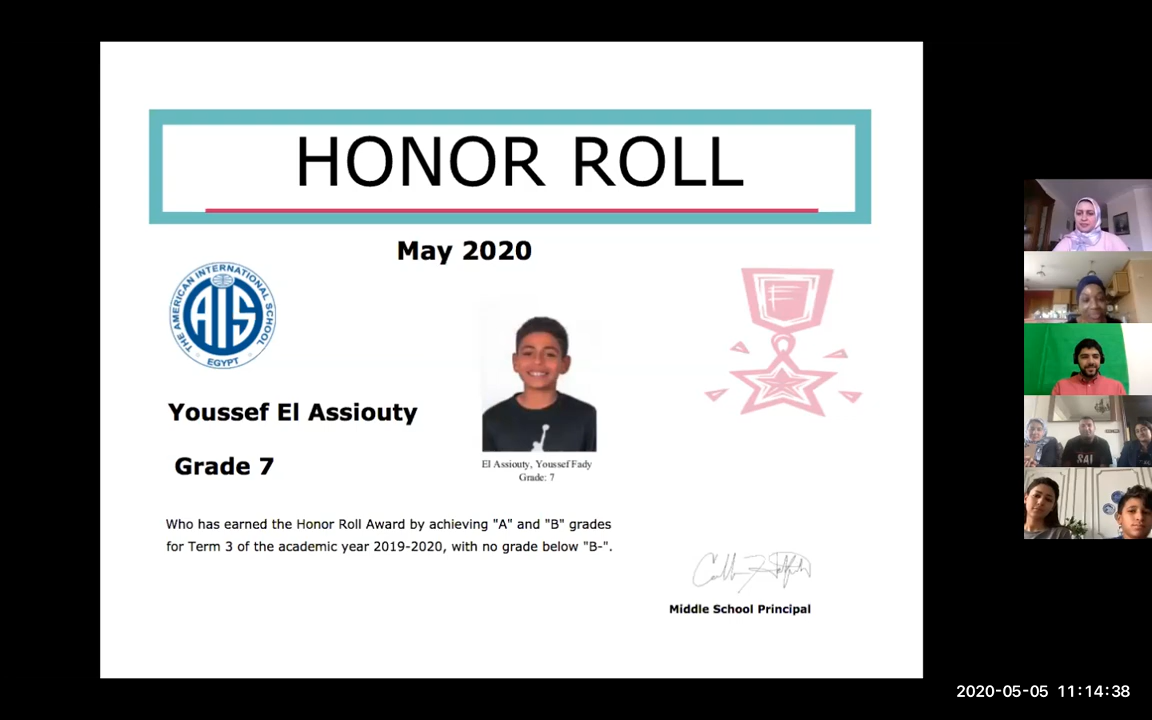 HONOR ROLL
May 2020
THE AMERICAN INTERNATIONAL SCHOOL
AIS
EGYPT
Youssef El Assiouty
Grade 7
El Assiouty, Youssef Fady
Grade: 7
Who has earned the Honor Roll Award by achieving "A" and "B" grades
for Term 3 of the academic year 2019-2020, with no grade below "B-".
Middle School Principal
2020-05-05 11:14:38